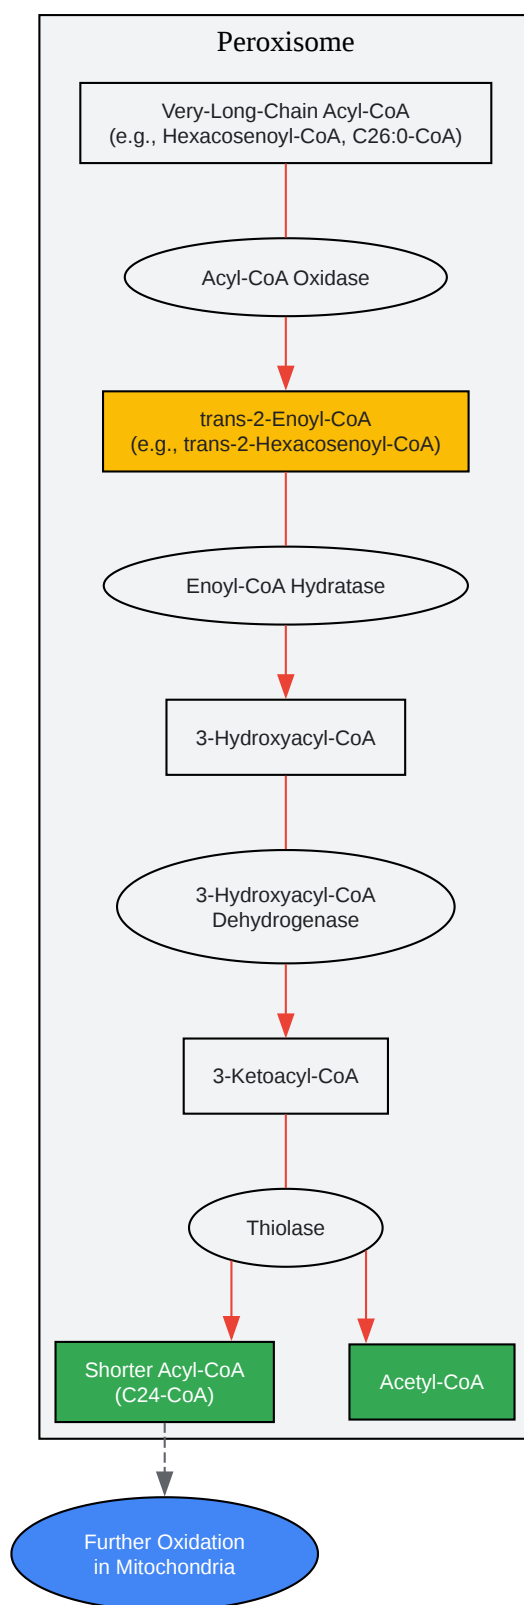 Peroxisome
Very-Long-Chain Acyl-CoA
(e.g., Hexacosenoyl-CoA, C26:0-CoA)
Acyl-CoA Oxidase
trans-2-Enoyl-CoA
(e.g., trans-2-Hexacosenoyl-CoA)
Enoyl-CoA Hydratase
3-Hydroxyacyl-CoA
3-Hydroxyacyl-CoA
Dehydrogenase
3-Ketoacyl-CoA
Thiolase
Shorter Acyl-CoA
(C24-CoA)
Acetyl-CoA
Further Oxidation
in Mitochondria